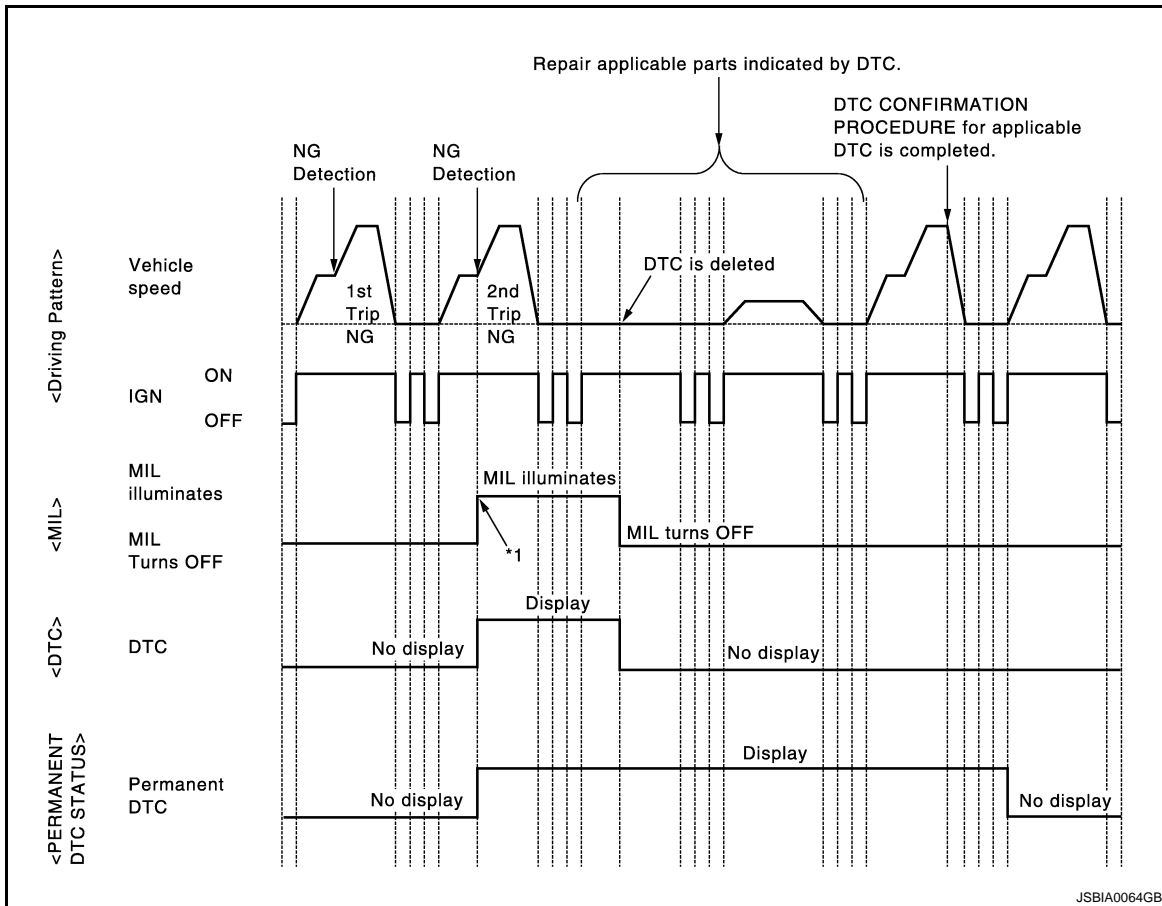 Repair applicable parts indicated by DTC.
DTC CONFIRMATION
PROCEDURE for applicable
DTC is completed.
NG
Detection
NG
Detection
<Driving Pattern>
Vehicle
speed
1st
Trip
NG
2nd
Trip
NG
DTC is deleted
IGN
ON
OFF
<MIL>
MIL
illuminates
MIL
Turns OFF
MIL illuminates
*1
MIL turns OFF
<DTC>
DTC
No display
Display
No display
<PERMANENT
DTC STATUS>
Permanent
DTC
No display
Display
No display
JSBIA0064GB